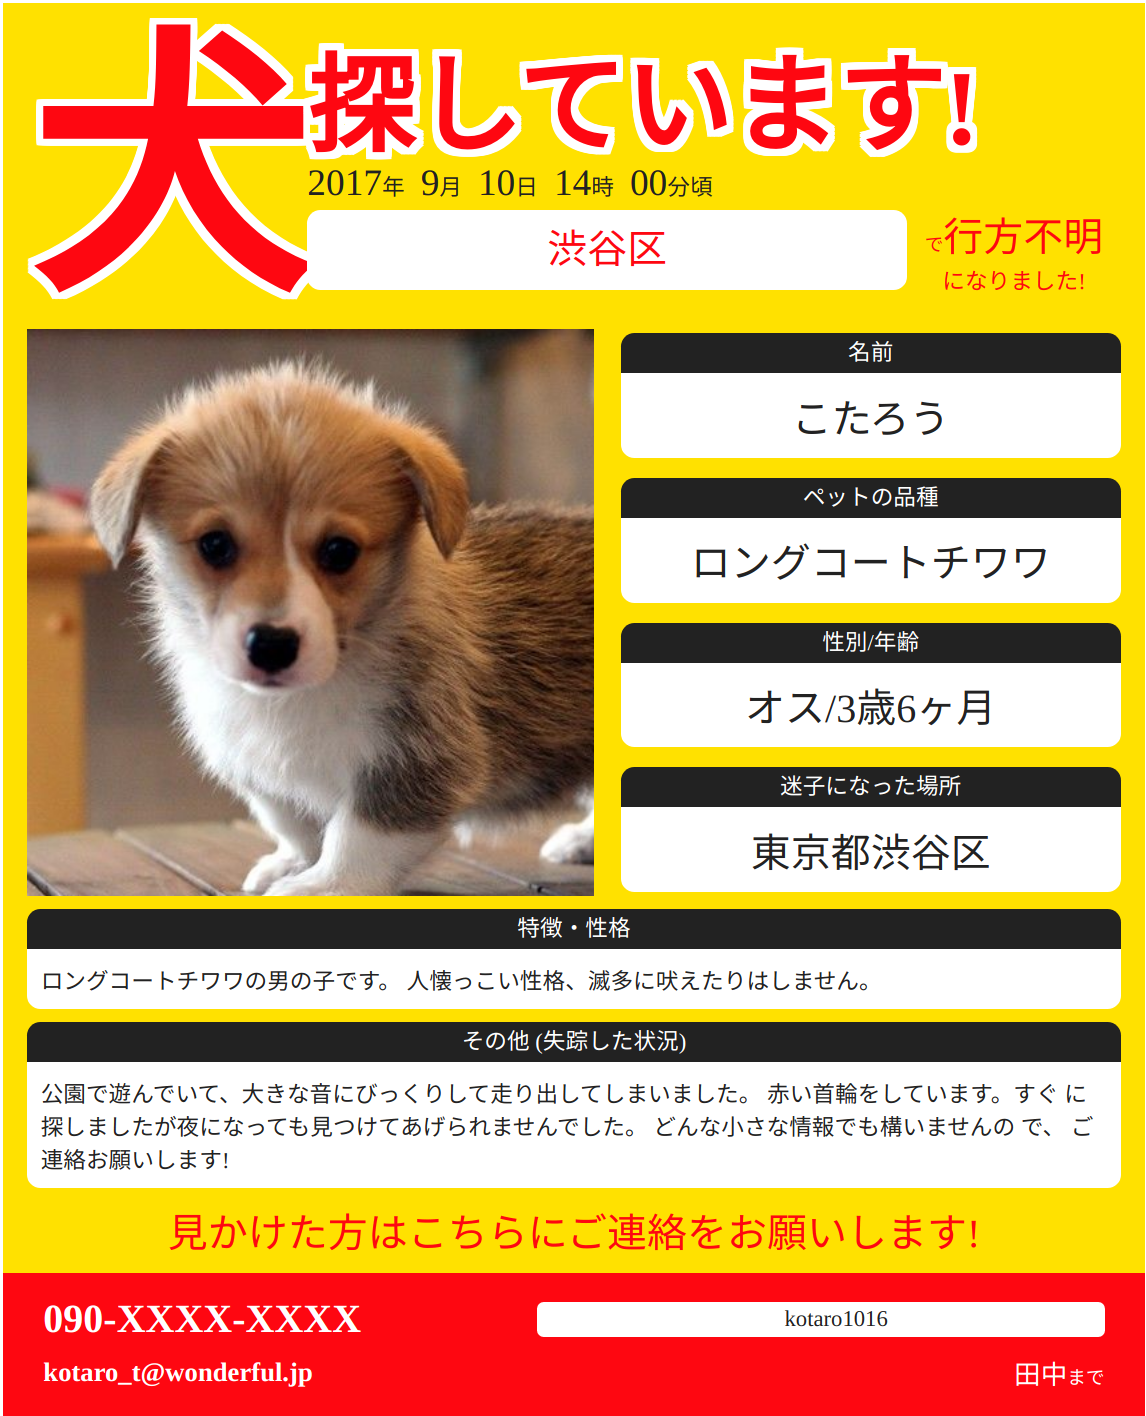 犬探しています!
2017年 9月 10日 14時 00分頃
渋谷区
で行方不明
になりました!
名前
こたろう
ペットの品種
ロングコートチワワ
性別/年齢
オス/3歳6ヶ月
迷子になった場所
東京都渋谷区
特徴・性格
ロングコートチワワの男の子です。 人懐っこい性格、滅多に吠えたりはしません。
その他 (失踪した状況)
公園で遊んでいて、大きな音にびっくりして走り出してしまいました。 赤い首輪をしています。すぐ に
探しましたが夜になっても見つけてあげられませんでした。 どんな小さな情報でも構いませんの で、 ご
連絡お願いします!
見かけた方はこちらにご連絡をお願いします!
090-XXXX-XXXX
kotaro1016
kotaro_t@wonderful.jp
田中まで